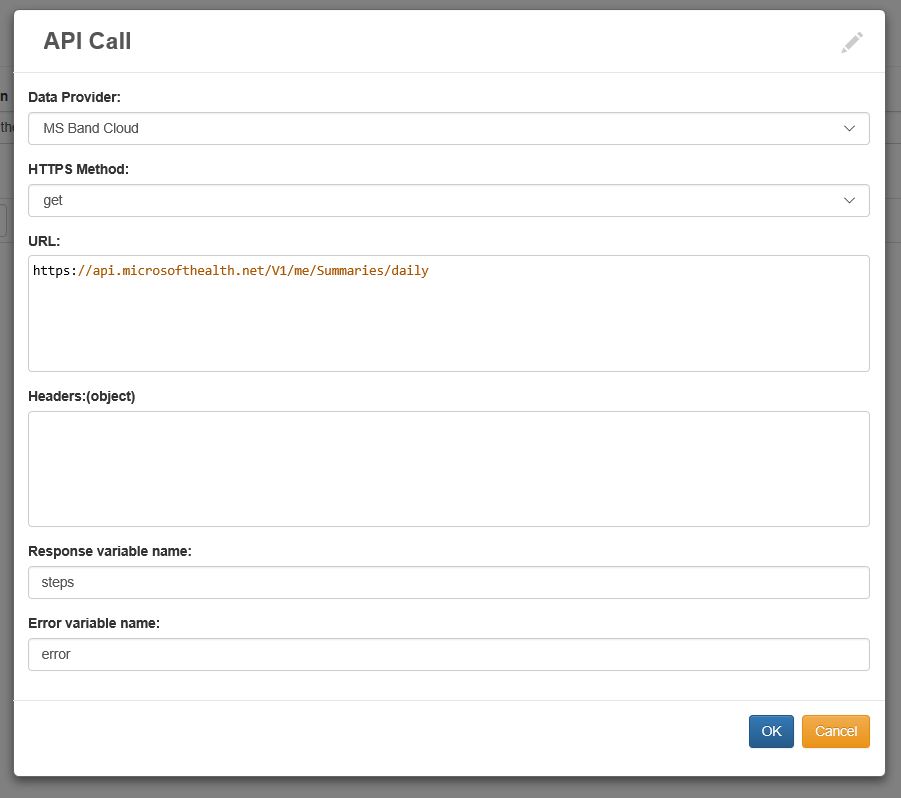 API Call
n
the
Data Provider:
MS Band Cloud
HTTPS Method:
get
URL:
https://api.microsofthealth.net/V1/me/Summaries/daily
Headers:(object)
Response variable name:
steps
Error variable name:
error
OK
Cancel